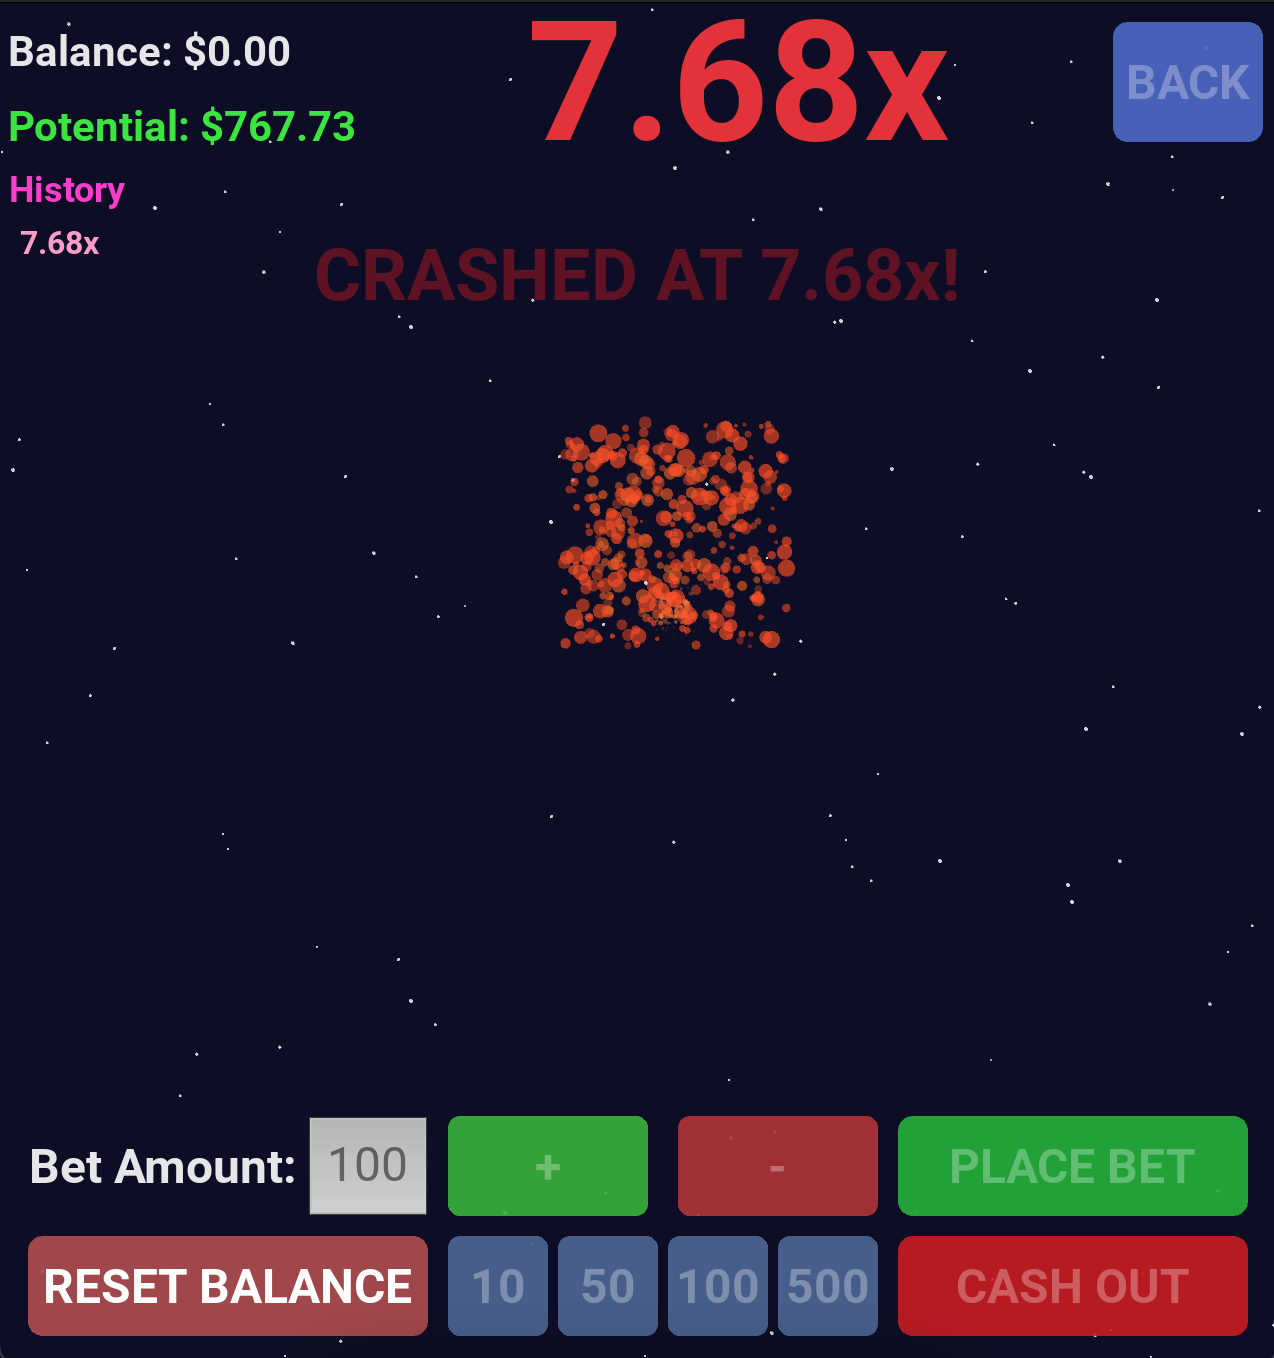 Balance: $0.00
7.68x
BACK
Potential: $767.73
History
7.68x
CRASHED AT 7.68x!
Bet Amount: 100 + - PLACE BET
RESET BALANCE 10 50 100 500 CASH OUT